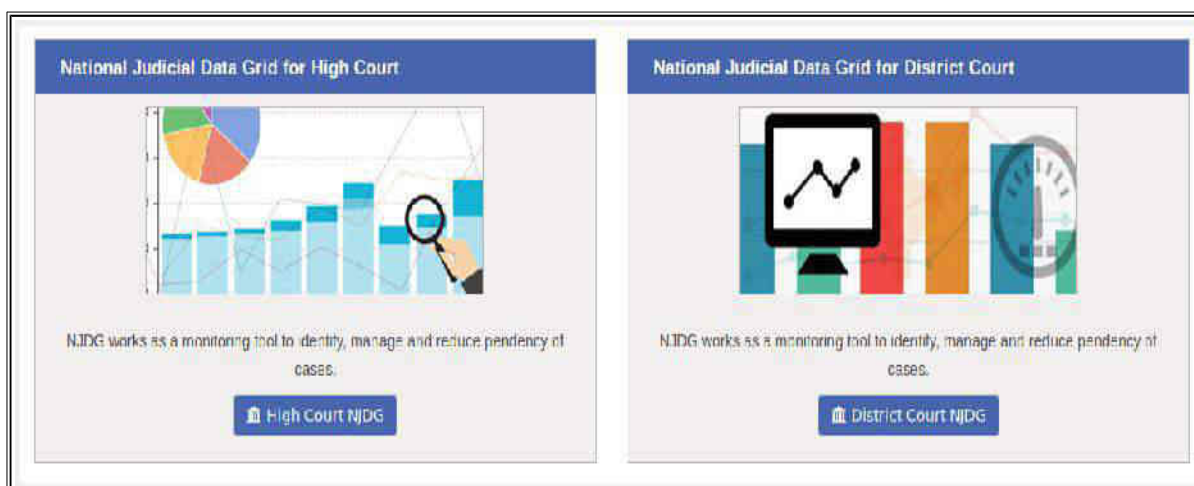 National Judicial Data Grid for High Court
NJDG works as a monitoring tool to identify, manage and reduce pendency of
cases.
High Court NJDG
National Judicial Data Grid for District Court
NJDG works as a monitoring tool to identify, manage and reduce pendency of
cases.
District Court NJDG